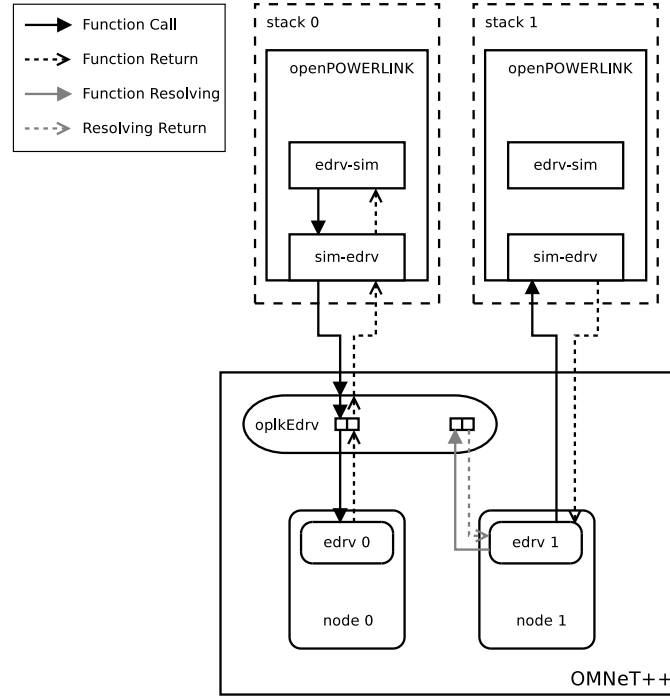 Function Call
Function Return
Function Resolving
Resolving Return
stack 0
openPOWERLINK
edrv-sim
sim-edrv
stack 1
openPOWERLINK
edrv-sim
sim-edrv
oplkEdrv
edrv 0
node 0
edrv 1
node 1
OMNeT++